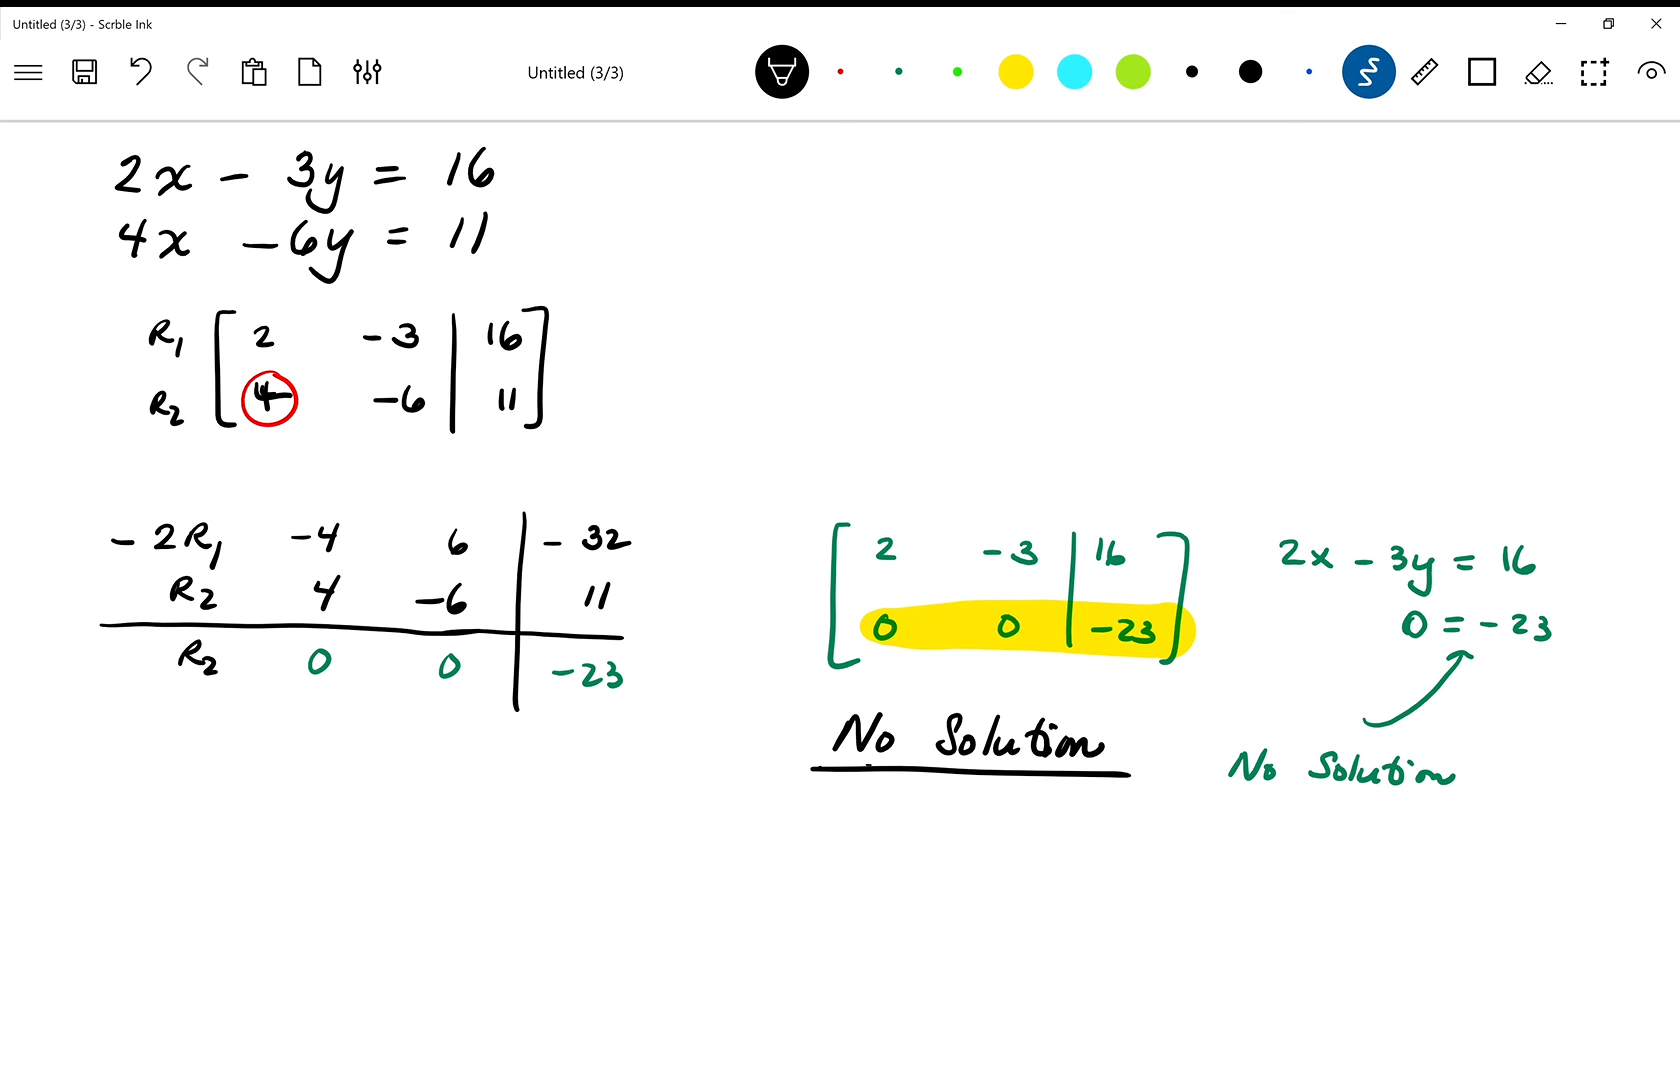 Untitled (3/3) - Scrble Ink
Untitled (3/3)
2x - 3y = 16
4x - 6y = 11
R₁ [ 2 -3 | 16 ]
R₂ [ 4 -6 | 11 ]
-2R₁ -4 6 | -32
R₂ 4 -6 | 11
R₂ 0 0 | -23
[ 2 -3 | 16 ]
[ 0 0 | -23 ]
No Solution
2x - 3y = 16
0 = -23
No Solution